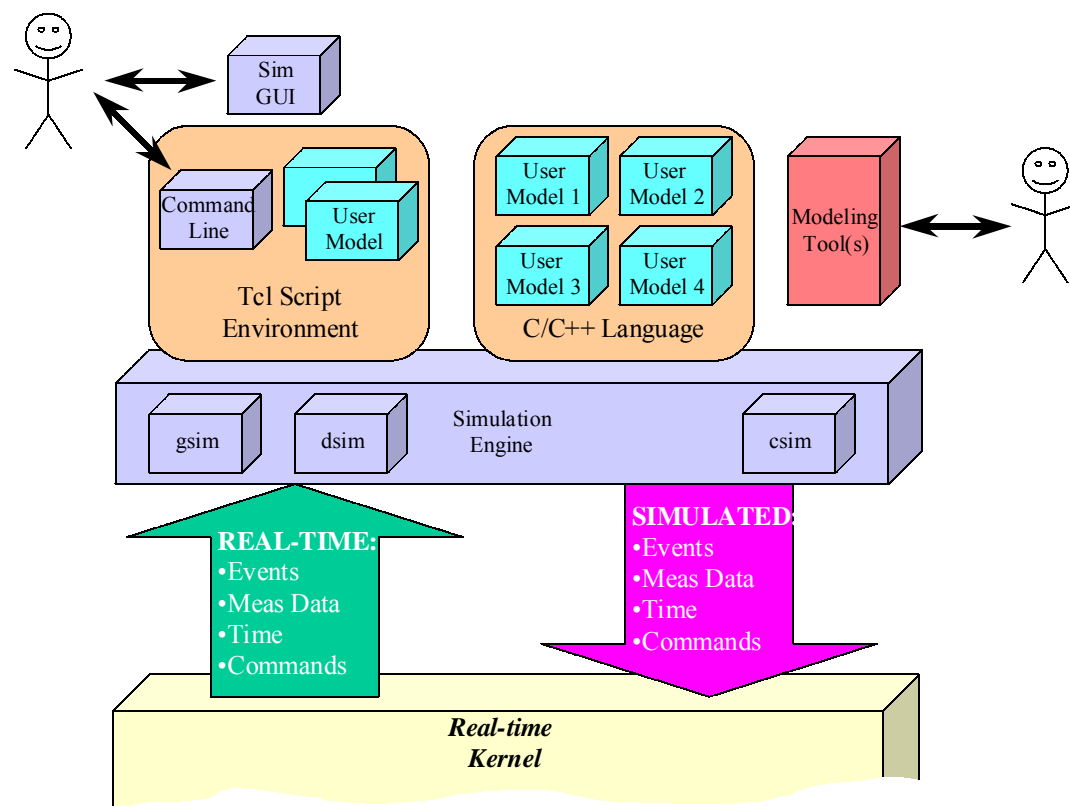 Sim
GUI
Command
Line
User
Model
Tcl Script
Environment
User
Model 1
User
Model 2
User
Model 3
User
Model 4
C/C++ Language
Modeling
Tool(s)
gsim
dsim
Simulation
Engine
csim
REAL-TIME:
•Events
•Meas Data
•Time
•Commands
SIMULATED:
•Events
•Meas Data
•Time
•Commands
Real-time
Kernel